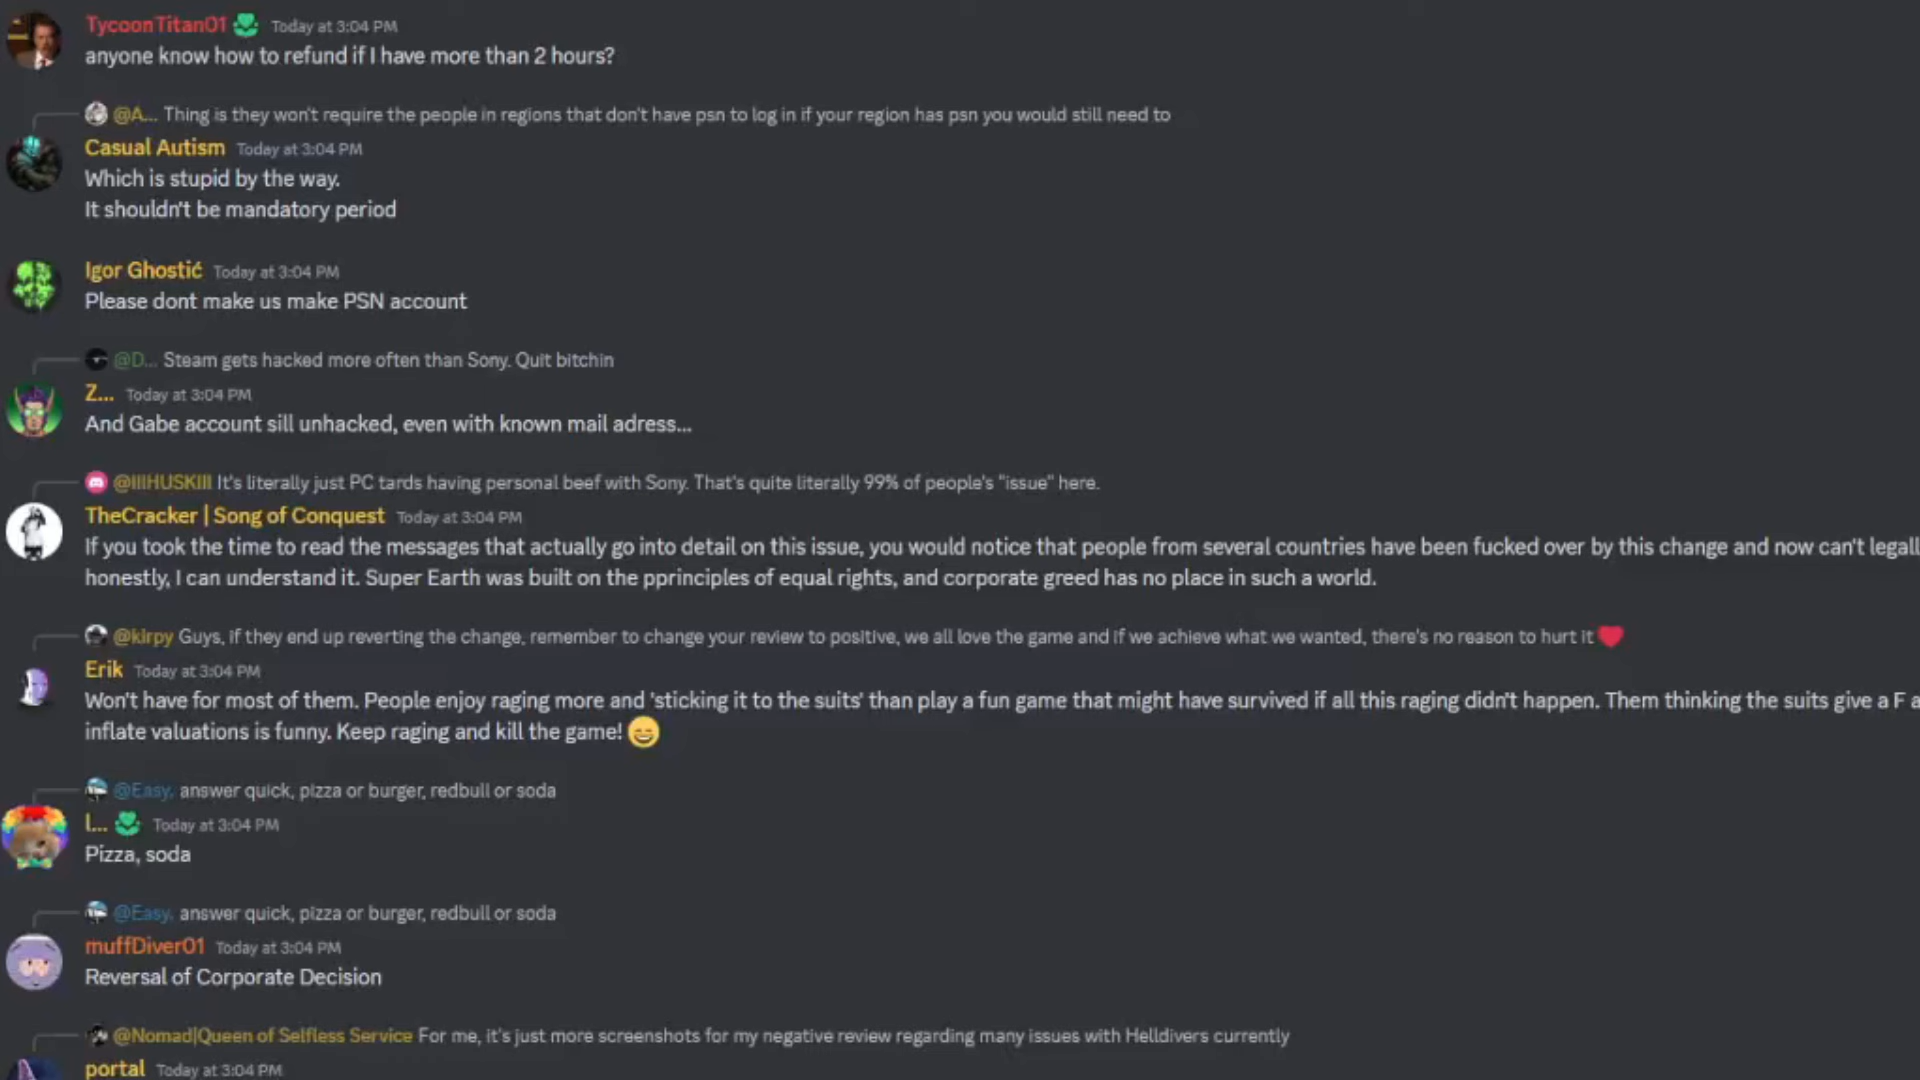 TycoonTitan01 Today at 3:04 PM
anyone know how to refund if I have more than 2 hours?
@A... Thing is they won't require the people in regions that don't have psn to log in if your region has psn you would still need to
Casual Autism Today at 3:04 PM
Which is stupid by the way.
It shouldn't be mandatory period
Igor Ghostić Today at 3:04 PM
Please dont make us make PSN account
@D... Steam gets hacked more often than Sony. Quit bitchin
Z... Today at 3:04 PM
And Gabe account sill unhacked, even with known mail adress...
@IIIHUSKIII It's literally just PC tards having personal beef with Sony. That's quite literally 99% of people's "issue" here.
TheCracker | Song of Conquest Today at 3:04 PM
If you took the time to read the messages that actually go into detail on this issue, you would notice that people from several countries have been fucked over by this change and now can't legall
honestly, I can understand it. Super Earth was built on the pprinciples of equal rights, and corporate greed has no place in such a world.
@kirpy Guys, if they end up reverting the change, remember to change your review to positive, we all love the game and if we achieve what we wanted, there's no reason to hurt it
Erik Today at 3:04 PM
Won't have for most of them. People enjoy raging more and 'sticking it to the suits' than play a fun game that might have survived if all this raging didn't happen. Them thinking the suits give a F a
inflate valuations is funny. Keep raging and kill the game!
@Easy. answer quick, pizza or burger, redbull or soda
l... Today at 3:04 PM
Pizza, soda
@Easy. answer quick, pizza or burger, redbull or soda
muffDiver01 Today at 3:04 PM
Reversal of Corporate Decision
@Nomad|Queen of Selfless Service For me, it's just more screenshots for my negative review regarding many issues with Helldivers currently
portal Today at 3:04 PM